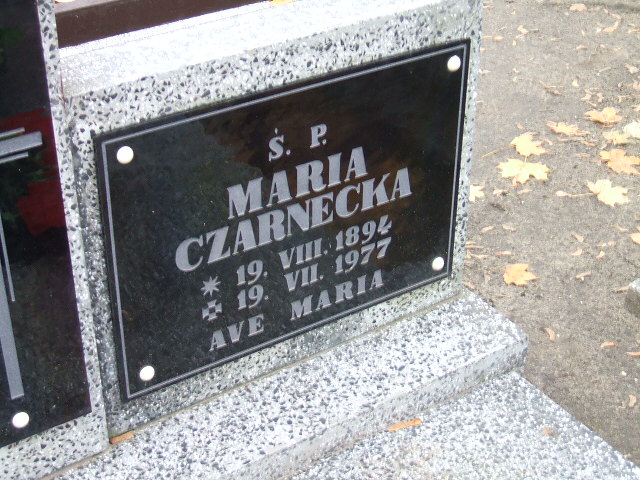 Ś. P.
MARIA
CZARNECKA
* 19. VIII. 1894
✠ 19. VII. 1977
AVE MARIA